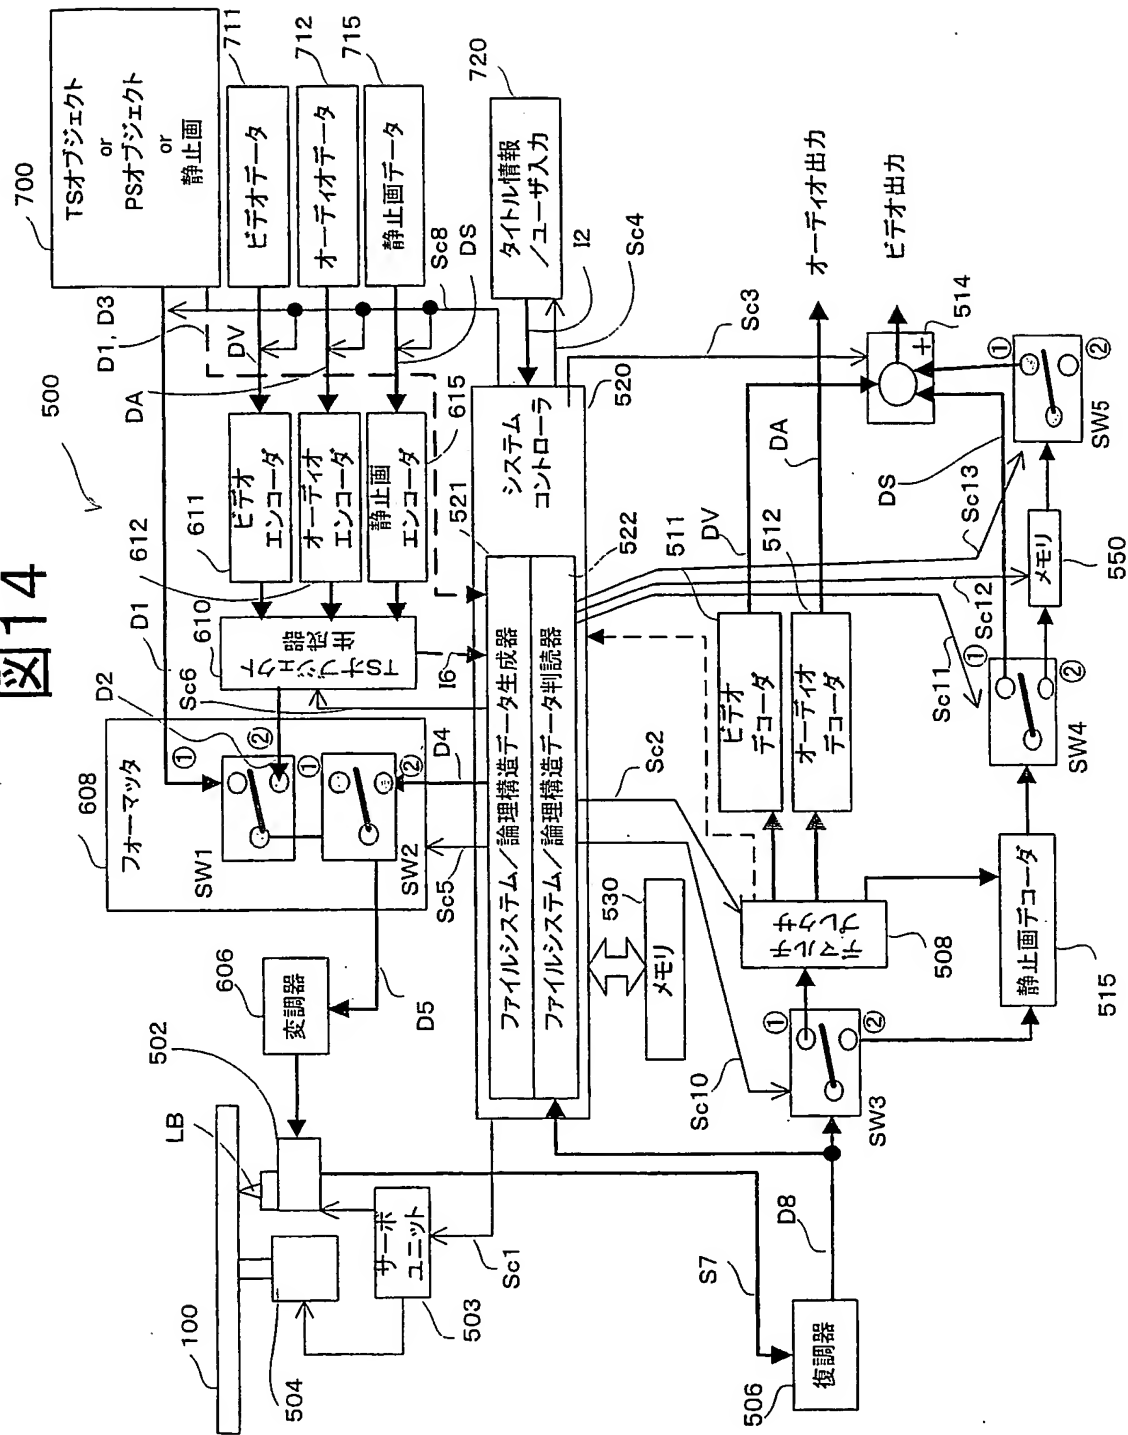 図14
500
700
TSオブジェクト
or
PSオブジェクト
or
静止画
711
ビデオデータ
712
オーディオデータ
715
静止画データ
720
タイトル情報
/ユーザ入力
D1, D3
DV
DA
DS
Sc8
I2
Sc4
611
ビデオ
エンコーダ
612
オーディオ
エンコーダ
615
静止画
エンコーダ
D1
D2
Sc6
610
TSオブジェクト
生成器
I6
608
フォーマッタ
①
②
SW1
①
②
SW2
D4
Sc5
D5
606
変調器
502
LB
100
504
サーボ
ユニット
503
Sc1
520
システム
コントローラ
521
ファイルシステム/論理構造データ生成器
522
ファイルシステム/論理構造データ判読器
530
メモリ
Sc2
Sc10
S7
D8
506
復調器
SW3
①
②
デマルチ
プレクサ
508
511
ビデオ
デコーダ
DV
512
オーディオ
デコーダ
DA
515
静止画デコーダ
Sc11
Sc12
Sc13
SW4
①
②
DS
メモリ
550
SW5
①
②
514
+
Sc3
オーディオ出力
ビデオ出力